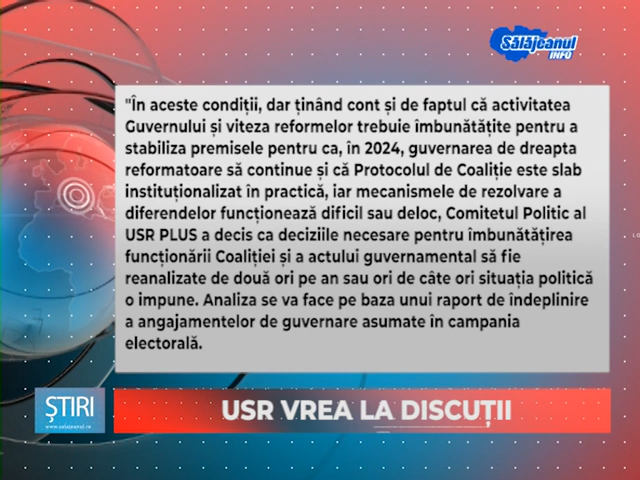 Sălăjeanul
INFO
"În aceste condiții, dar ținând cont și de faptul că activitatea
Guvernului și viteza reformelor trebuie îmbunătățite pentru a
stabiliza premisele pentru ca, în 2024, guvernarea de dreapta
reformatoare să continue și că Protocolul de Coaliție este slab
instituționalizat în practică, iar mecanismele de rezolvare a
diferendelor funcționează dificil sau deloc, Comitetul Politic al
USR PLUS a decis ca deciziile necesare pentru îmbunătățirea
funcționării Coaliției și a actului guvernamental să fie
reanalizate de două ori pe an sau ori de câte ori situația politică
o impune. Analiza se va face pe baza unui raport de îndeplinire
a angajamentelor de guvernare asumate în campania
electorală.
ȘTIRI
www.salajeanul.ro
USR VREA LA DISCUȚII